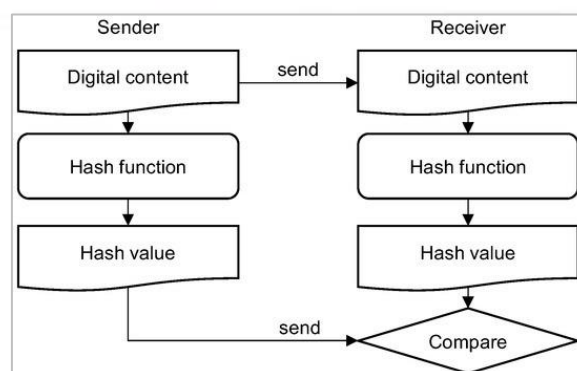 Sender
Receiver
Digital content
send
Digital content
Hash function
Hash function
Hash value
Hash value
send
Compare